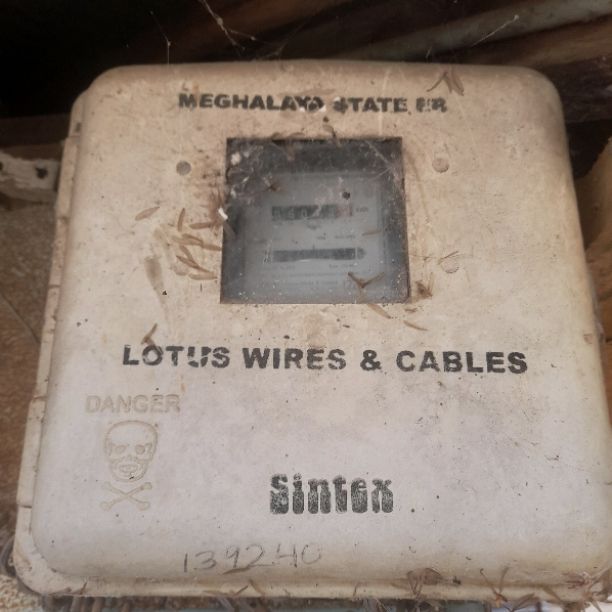 MEGHALAYA STATE EB
LOTUS WIRES & CABLES
DANGER
Sintex
139240